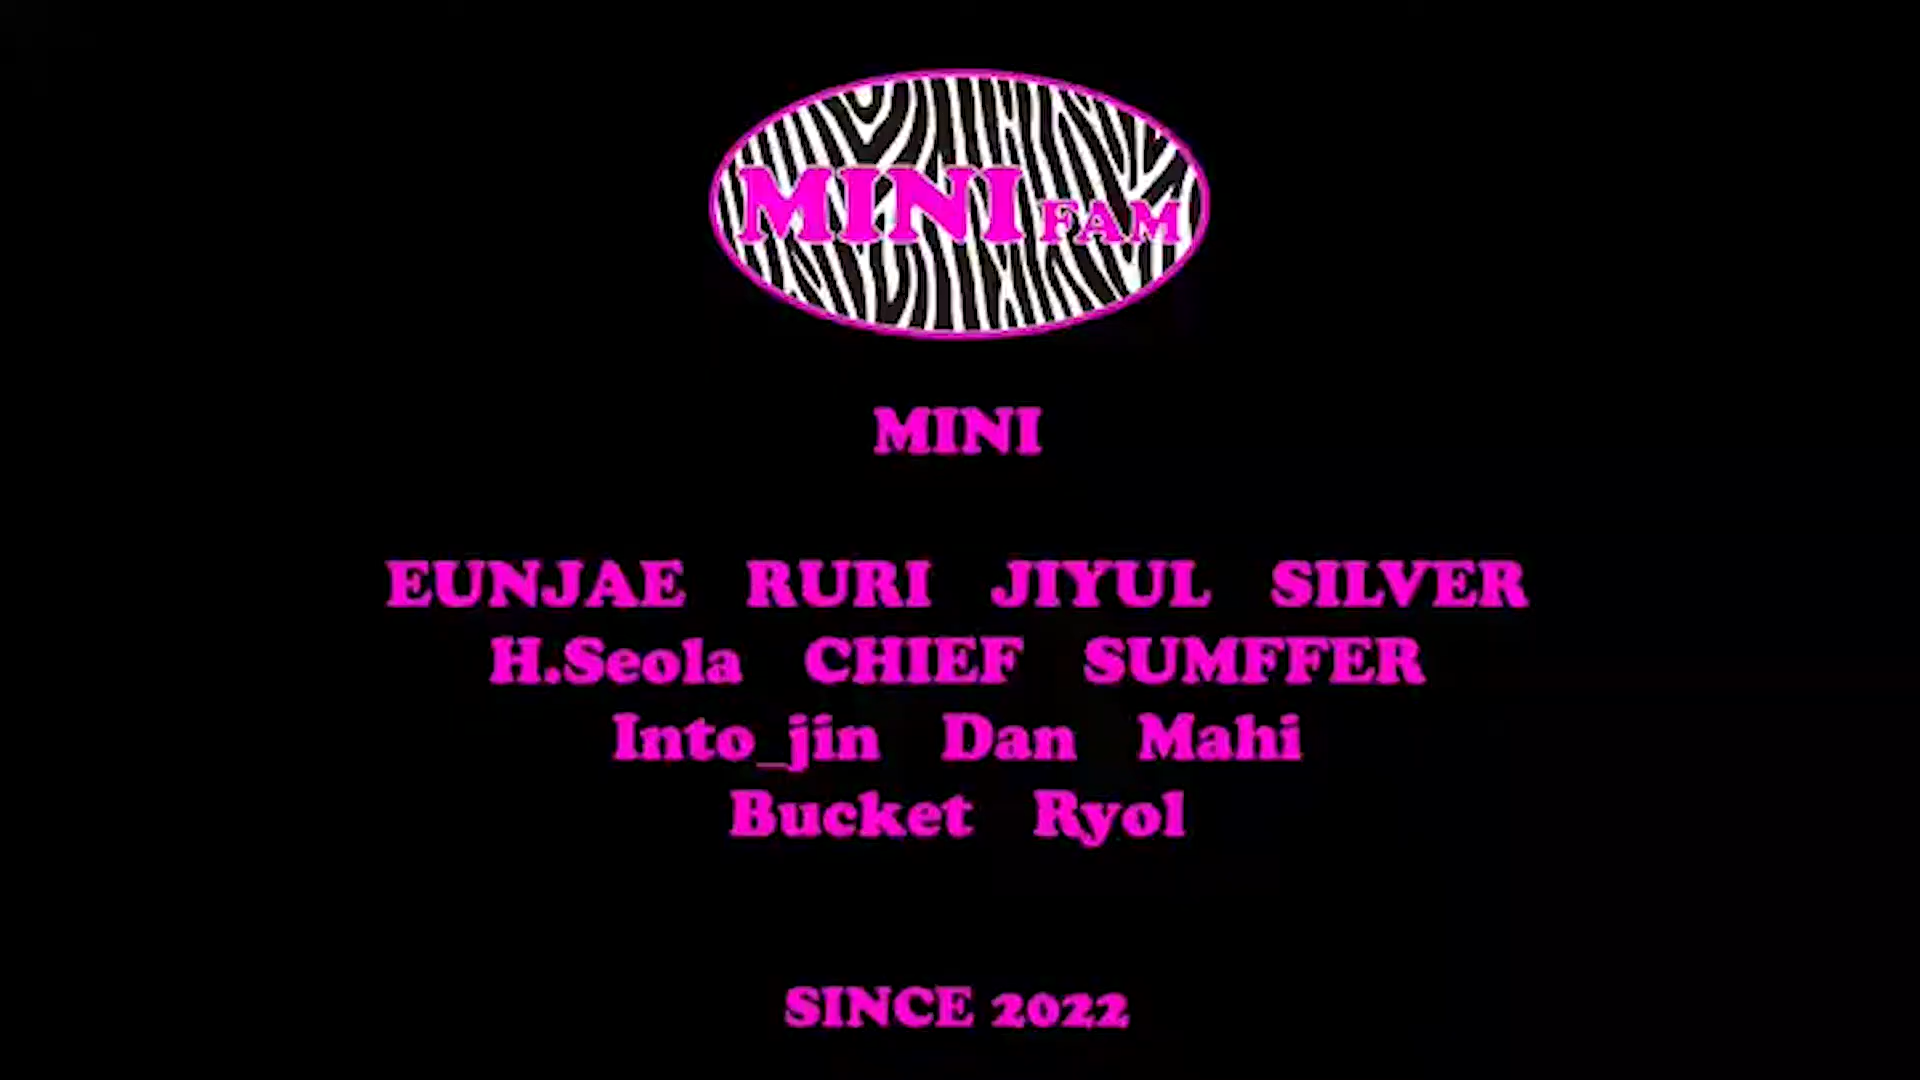 MINI FAM
MINI
EUNJAE RURI JIYUL SILVER
H.Seola CHIEF SUMFFER
Into_jin Dan Mahi
Bucket Ryol
SINCE 2022